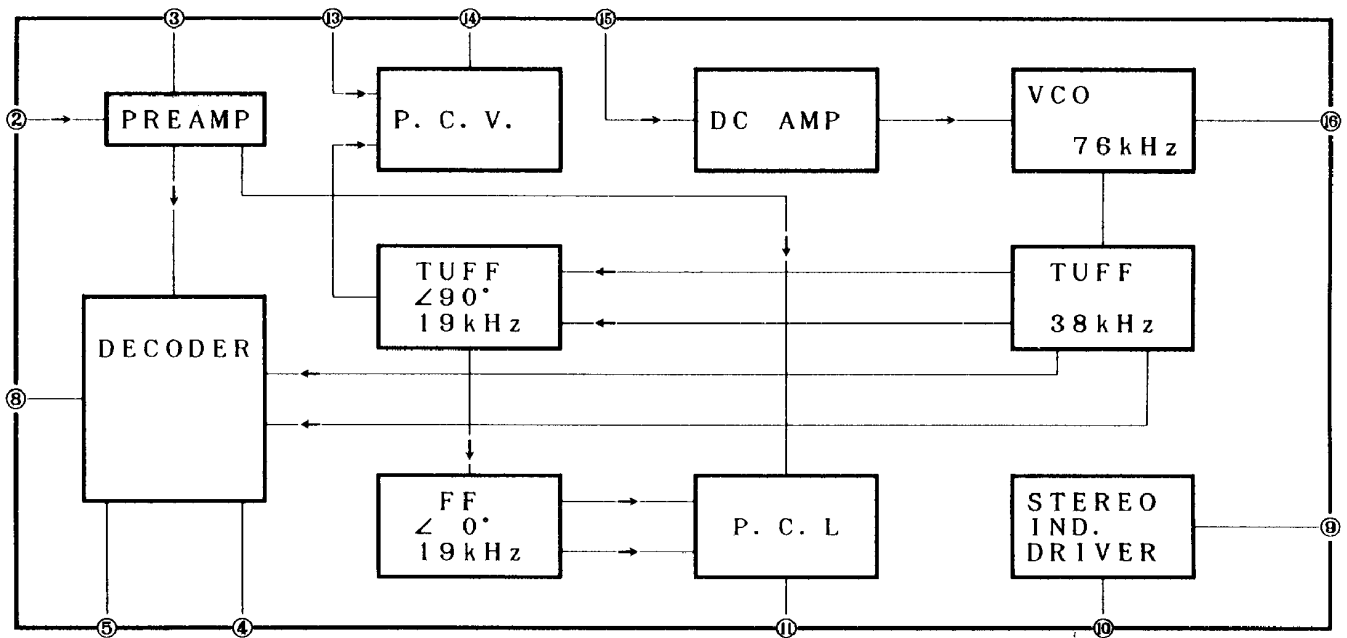 ③ ⑬ ⑭ ⑮
②
PREAMP
P. C. V.
DC AMP
VCO
76kHz
⑯
TUFF
∠90°
19kHz
TUFF
38kHz
DECODER
⑧
FF
∠ 0°
19kHz
P. C. L
STEREO
IND.
DRIVER
⑨
⑤ ④ ⑪ ⑩